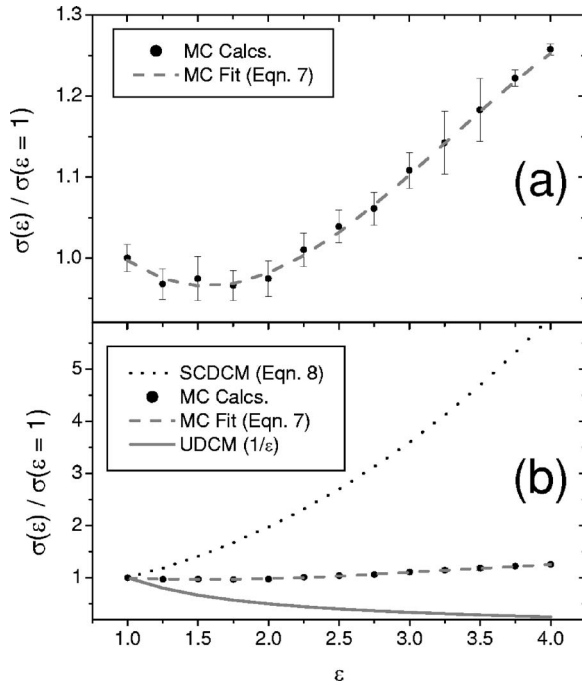 1.3
1.2
1.1
1.0
σ(ε) / σ(ε = 1)
MC Calcs.
MC Fit (Eqn. 7)
(a)
5
4
3
2
1
σ(ε) / σ(ε = 1)
SCDCM (Eqn. 8)
MC Calcs.
MC Fit (Eqn. 7)
UDCM (1/ε)
(b)
1.0 1.5 2.0 2.5 3.0 3.5 4.0
ε